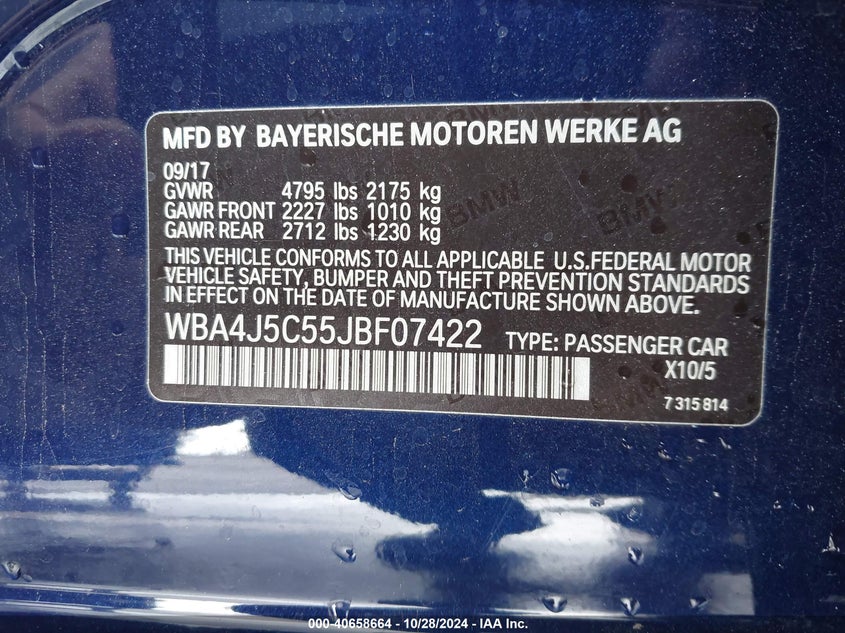 MFD BY BAYERISCHE MOTOREN WERKE AG
09/17
GVWR 4795 lbs 2175 kg
GAWR FRONT 2227 lbs 1010 kg
GAWR REAR 2712 lbs 1230 kg
THIS VEHICLE CONFORMS TO ALL APPLICABLE U.S.FEDERAL MOTOR
VEHICLE SAFETY, BUMPER AND THEFT PREVENTION STANDARDS
IN EFFECT ON THE DATE OF MANUFACTURE SHOWN ABOVE.
WBA4J5C55JBF07422 TYPE: PASSENGER CAR
X10/5
7 315 814
000-40658664 - 10/28/2024 - IAA Inc.